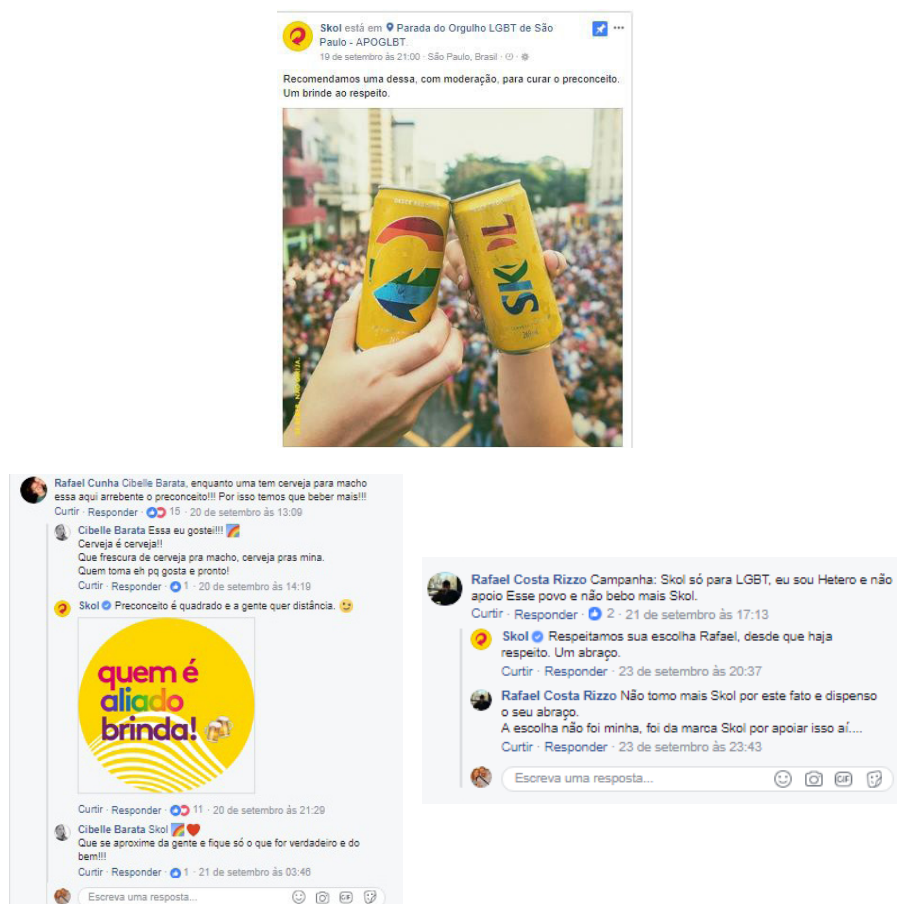 Skol está em Parada do Orgulho LGBT de São
Paulo - APOGLBT.
19 de setembro às 21:00 · São Paulo, Brasil ·
Recomendamos uma dessa, com moderação, para curar o preconceito.
Um brinde ao respeito.
SKOL
Rafael Cunha Cibelle Barata, enquanto uma tem cerveja para macho
essa aqui arrebente o preconceito!!! Por isso temos que beber mais!!!
Curtir · Responder · 15 · 20 de setembro às 13:09
Cibelle Barata Essa eu gostei!!!
Cerveja é cerveja!!
Que frescura de cerveja pra macho, cerveja pras mina.
Quem toma eh pq gosta e pronto!
Curtir · Responder · 1 · 20 de setembro às 14:19
Skol Preconceito é quadrado e a gente quer distância. 😉
quem é
aliado
brinda!
Curtir · Responder · 11 · 20 de setembro às 21:29
Cibelle Barata Skol
Que se aproxime da gente e fique só o que for verdadeiro e do
bem!!!
Curtir · Responder · 1 · 21 de setembro às 03:46
Escreva uma resposta...
Rafael Costa Rizzo Campanha: Skol só para LGBT, eu sou Hetero e não
apoio Esse povo e não bebo mais Skol.
Curtir · Responder · 2 · 21 de setembro às 17:13
Skol Respeitamos sua escolha Rafael, desde que haja
respeito. Um abraço.
Curtir · Responder · 23 de setembro às 20:37
Rafael Costa Rizzo Não tomo mais Skol por este fato e dispenso
o seu abraço.
A escolha não foi minha, foi da marca Skol por apoiar isso aí....
Curtir · Responder · 23 de setembro às 23:43
Escreva uma resposta...
GIF